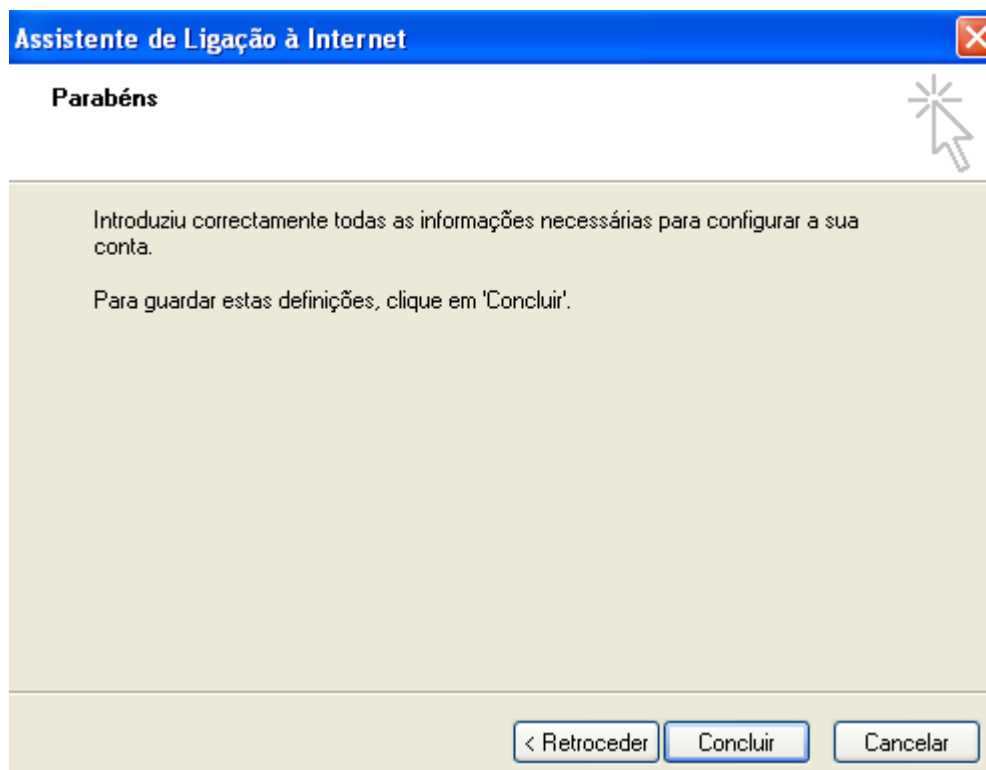 Assistente de Ligação à Internet
Parabéns
Introduziu correctamente todas as informações necessárias para configurar a sua
conta.
Para guardar estas definições, clique em 'Concluir'.
< Retroceder Concluir Cancelar